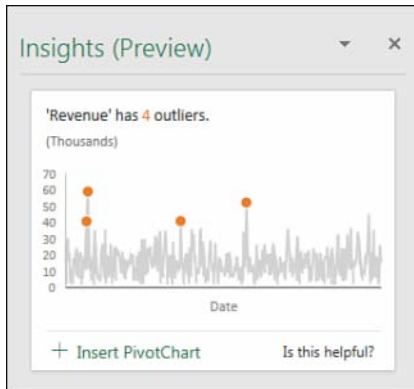 Insights (Preview)
'Revenue' has 4 outliers.
(Thousands)
70
60
50
40
30
20
10
0
Date
+ Insert PivotChart Is this helpful?